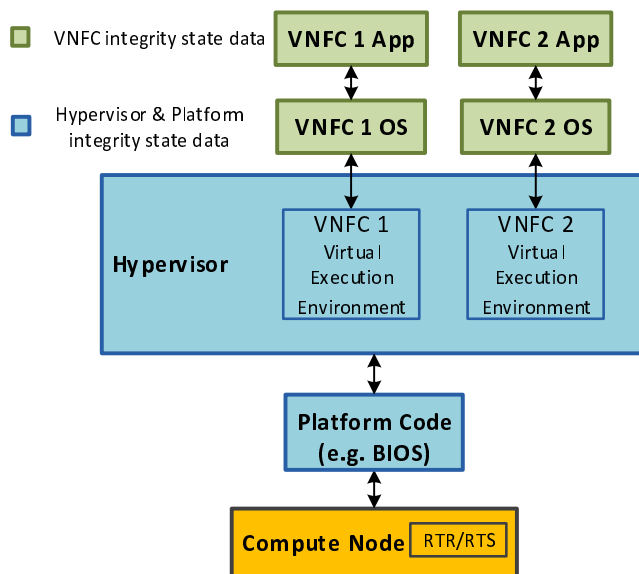 VNFC integrity state data
VNFC 1 App
VNFC 2 App
Hypervisor & Platform
integrity state data
VNFC 1 OS
VNFC 2 OS
Hypervisor
VNFC 1
Virtual
Execution
Environment
VNFC 2
Virtual
Execution
Environment
Platform Code
(e.g. BIOS)
Compute Node
RTR/RTS